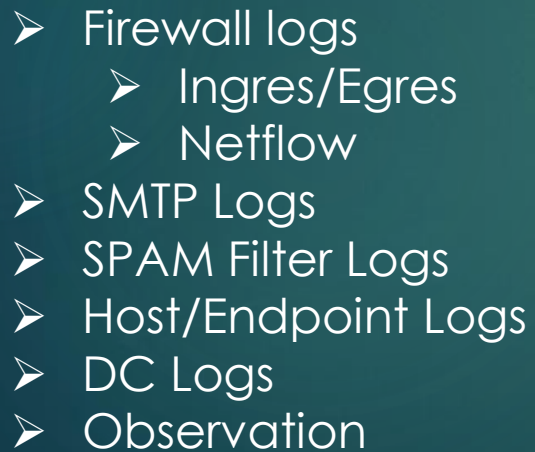 ➢ Firewall logs
➢ Ingres/Egres
➢ Netflow
➢ SMTP Logs
➢ SPAM Filter Logs
➢ Host/Endpoint Logs
➢ DC Logs
➢ Observation